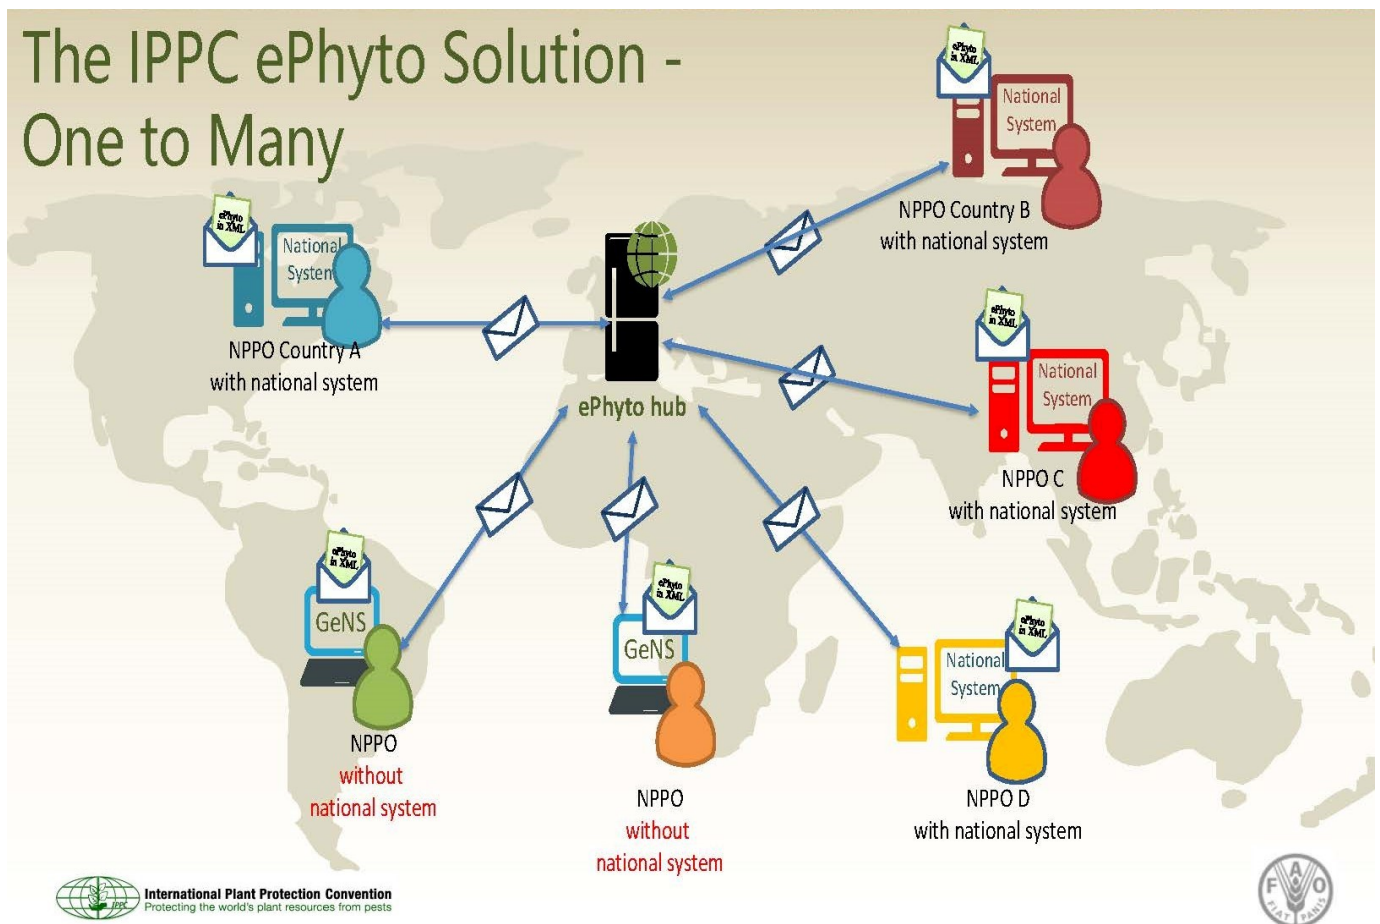 The IPPC ePhyto Solution -
One to Many
ePhyto
in XML
National
System
NPPO Country B
with national system
ePhyto
in XML
National
System
NPPO Country A
with national system
ePhyto hub
ePhyto
in XML
National
System
NPPO C
with national system
ePhyto
in XML
GeNS
NPPO
without
national system
ePhyto
in XML
GeNS
NPPO
without
national system
ePhyto
in XML
National
System
NPPO D
with national system
IPPC
International Plant Protection Convention
Protecting the world's plant resources from pests
F A O
FIAT PANIS